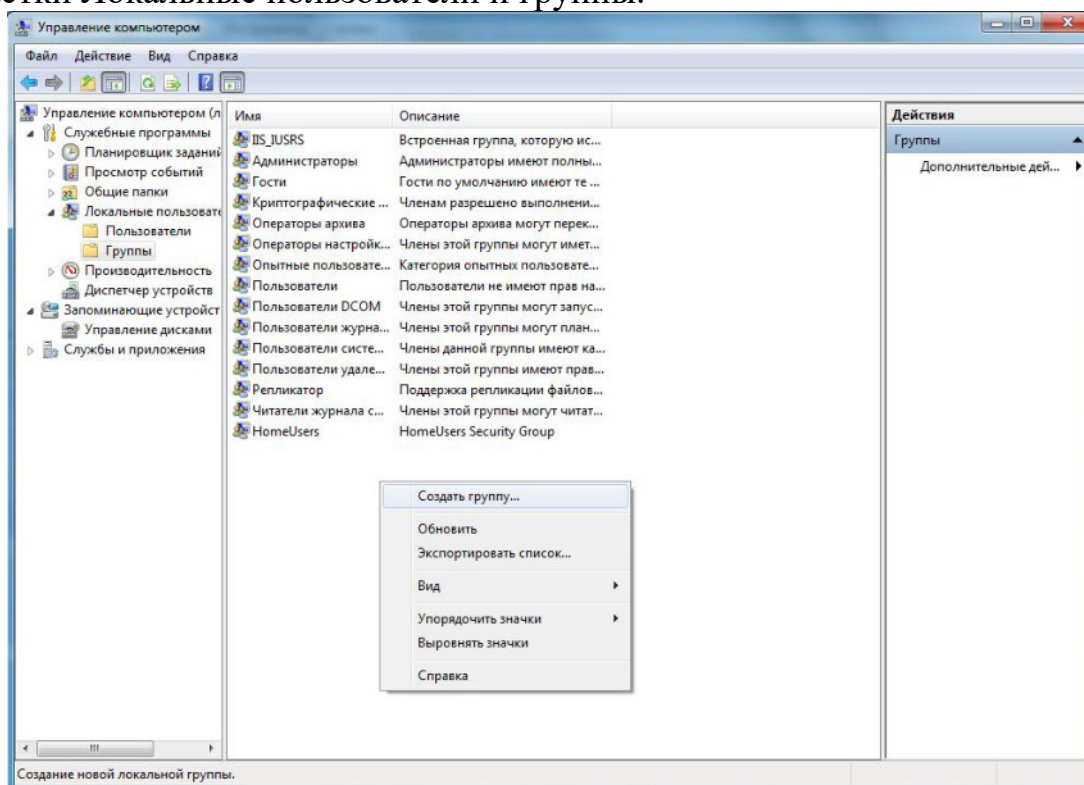 Локальные пользователи и группы.
Управление компьютером
Файл Действие Вид Справка
Управление компьютером (л
Служебные программы
Планировщик заданий
Просмотр событий
Общие папки
Локальные пользовате
Пользователи
Группы
Производительность
Диспетчер устройств
Запоминающие устройст
Управление дисками
Службы и приложения
Имя Описание
IIS_IUSRS Встроенная группа, которую ис...
Администраторы Администраторы имеют полны...
Гости Гости по умолчанию имеют те ...
Криптографические ... Членам разрешено выполнени...
Операторы архива Операторы архива могут перек...
Операторы настройк... Члены этой группы могут имет...
Опытные пользовате... Категория опытных пользовате...
Пользователи Пользователи не имеют прав на...
Пользователи DCOM Члены этой группы могут запус...
Пользователи журна... Члены этой группы могут план...
Пользователи систе... Члены данной группы имеют ка...
Пользователи удале... Члены этой группы имеют прав...
Репликатор Поддержка репликации файлов...
Читатели журнала с... Члены этой группы могут читат...
HomeUsers HomeUsers Security Group
Создать группу...
Обновить
Экспортировать список...
Вид
Упорядочить значки
Выровнять значки
Справка
Действия
Группы
Дополнительные дей...
Создание новой локальной группы.